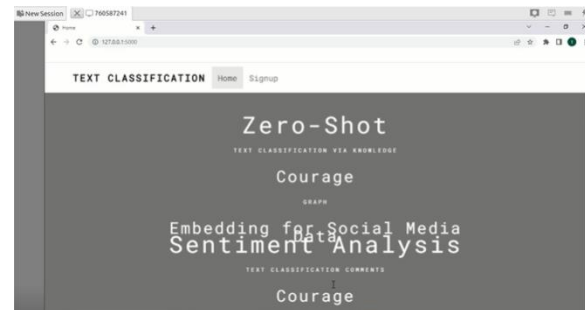 New Session 760587241
Home
127.0.0.1:5000
TEXT CLASSIFICATION Home Signup
Zero-Shot
TEXT CLASSIFICATION VIA KNOWLEDGE
Courage
GRAPH
Embedding for Social Media
Data
Sentiment Analysis
TEXT CLASSIFICATION COMMENTS
Courage